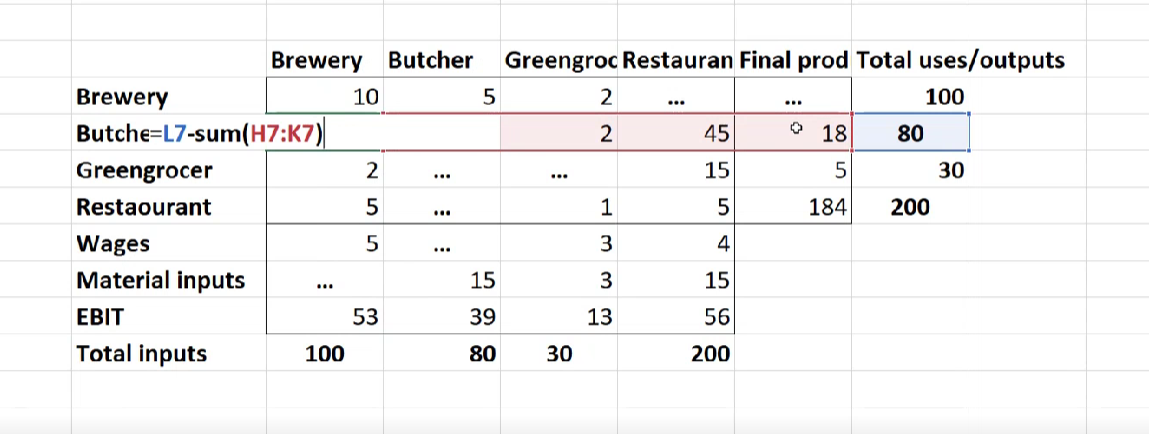 Brewery Butcher Greengroc Restauran Final prod Total uses/outputs
Brewery 10 5 2 ... ... 100
Butche=L7-sum(H7:K7) 2 45 18 80
Greengrocer 2 ... ... 15 5 30
Restaourant 5 ... 1 5 184 200
Wages 5 ... 3 4
Material inputs ... 15 3 15
EBIT 53 39 13 56
Total inputs 100 80 30 200